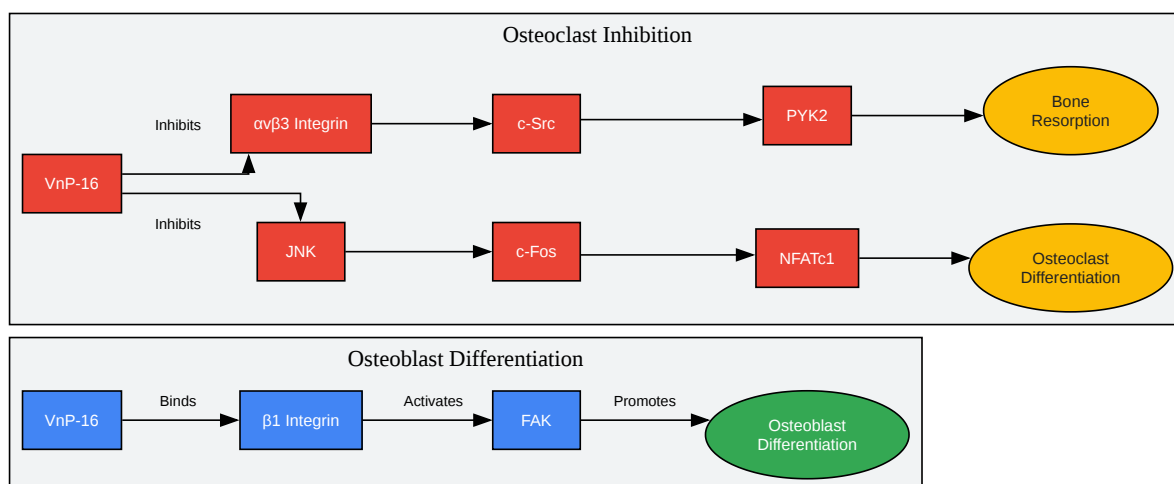 Osteoclast Inhibition
Inhibits
αvβ3 Integrin
c-Src
PYK2
Bone
Resorption
VnP-16
Inhibits
JNK
c-Fos
NFATc1
Osteoclast
Differentiation
Osteoblast Differentiation
VnP-16
Binds
β1 Integrin
Activates
FAK
Promotes
Osteoblast
Differentiation